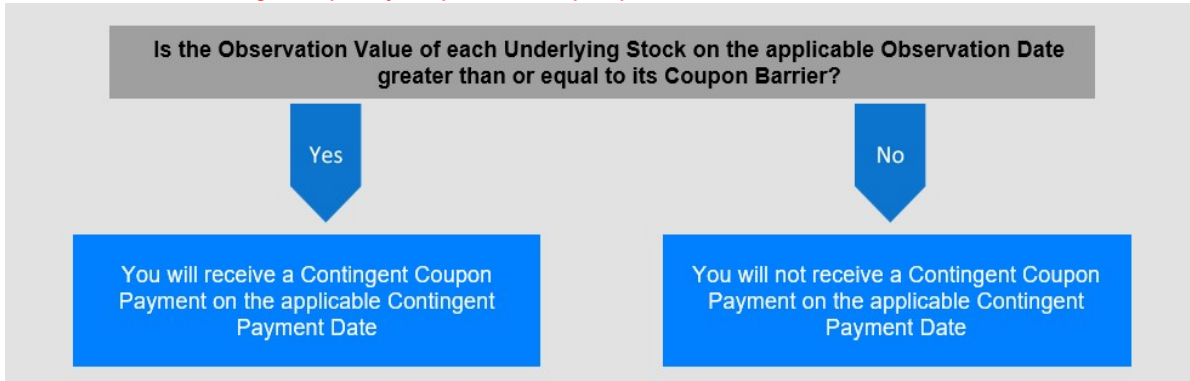 Is the Observation Value of each Underlying Stock on the applicable Observation Date
greater than or equal to its Coupon Barrier?
Yes
No
You will receive a Contingent Coupon
Payment on the applicable Contingent
Payment Date
You will not receive a Contingent Coupon
Payment on the applicable Contingent
Payment Date